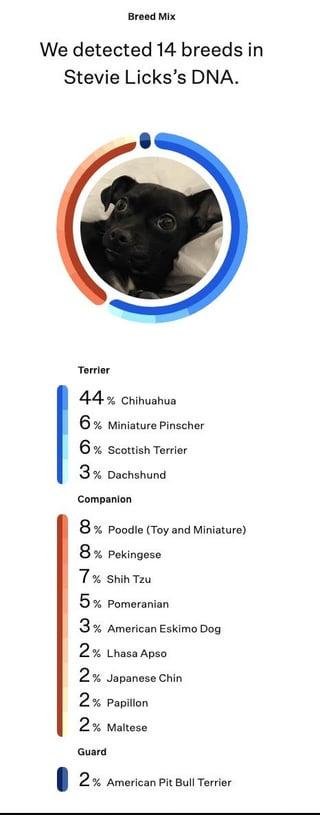 Breed Mix
We detected 14 breeds in
Stevie Licks's DNA.
Terrier
44% Chihuahua
6% Miniature Pinscher
6% Scottish Terrier
3% Dachshund
Companion
8% Poodle (Toy and Miniature)
8% Pekingese
7% Shih Tzu
5% Pomeranian
3% American Eskimo Dog
2% Lhasa Apso
2% Japanese Chin
2% Papillon
2% Maltese
Guard
2% American Pit Bull Terrier